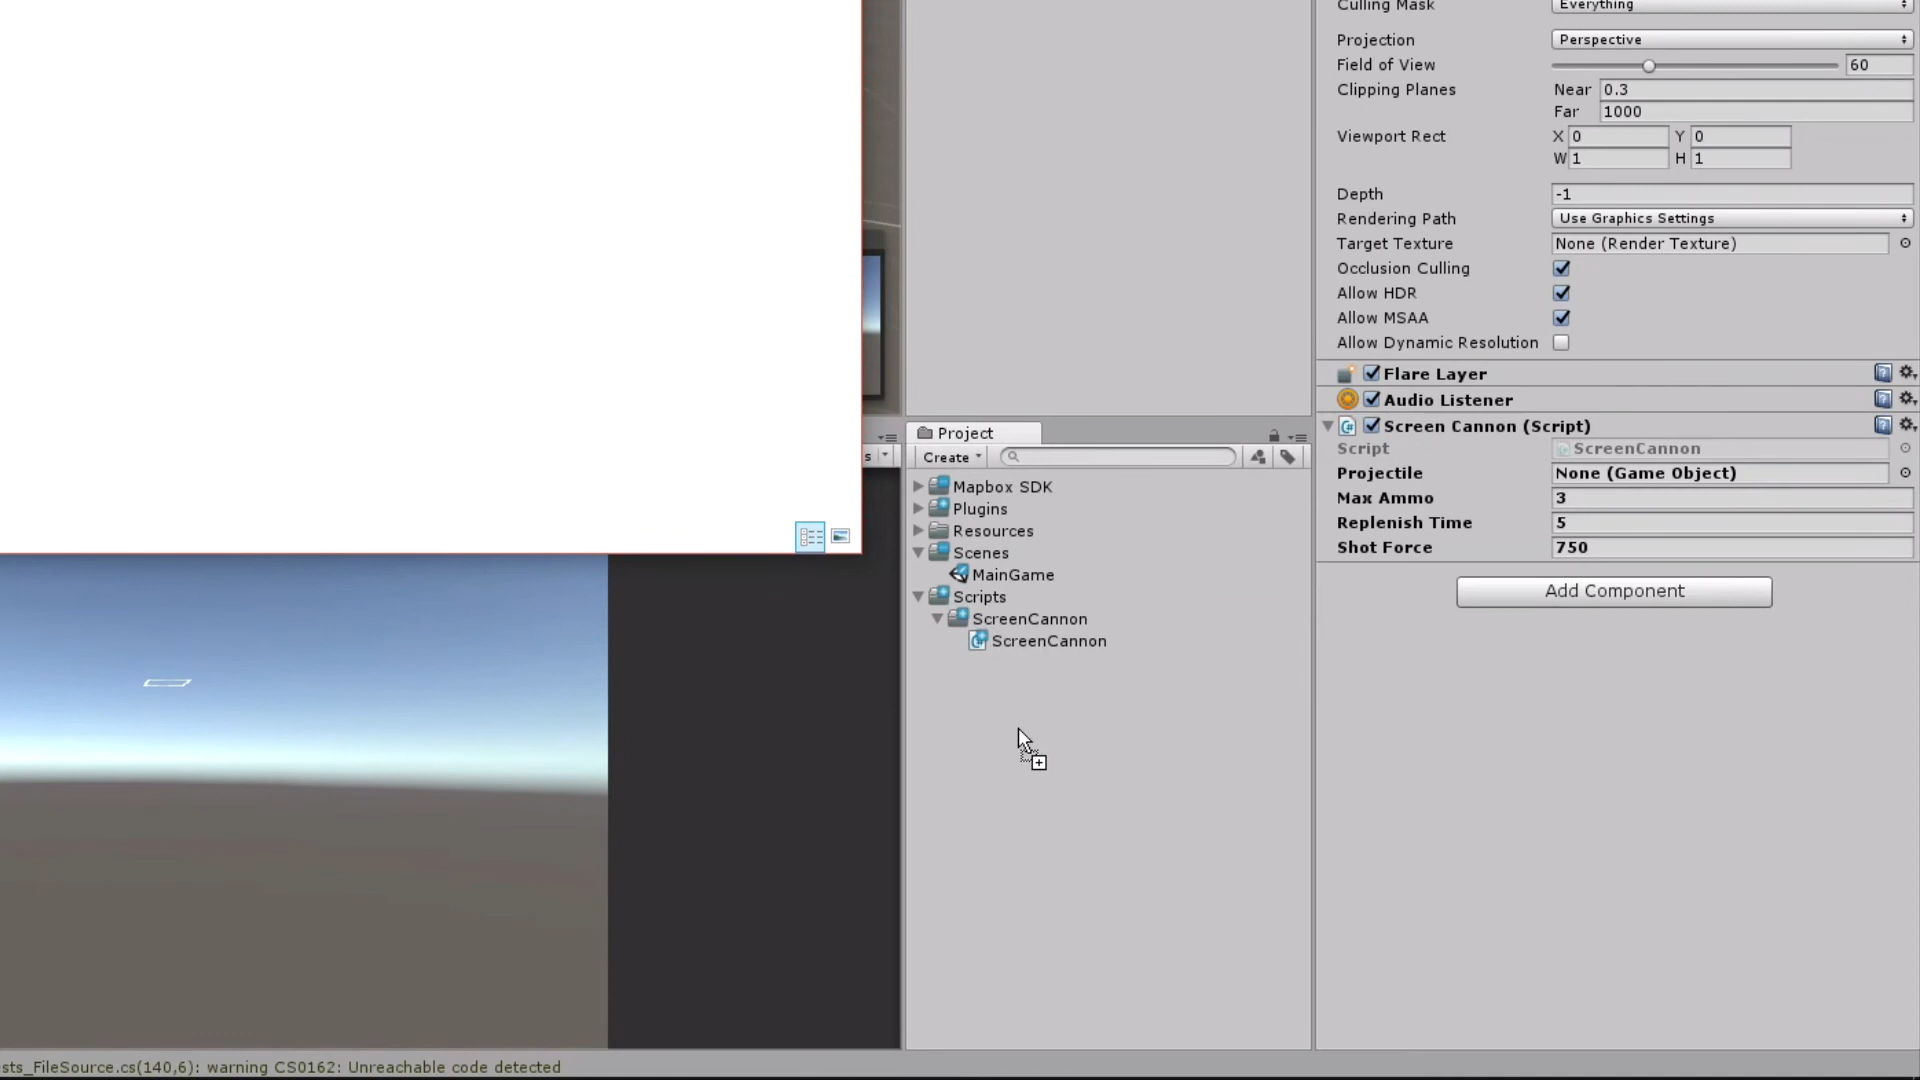 Culling Mask Everything
Projection Perspective
Field of View 60
Clipping Planes Near 0.3
Far 1000
Viewport Rect X 0 Y 0
W 1 H 1
Depth -1
Rendering Path Use Graphics Settings
Target Texture None (Render Texture)
Occlusion Culling
Allow HDR
Allow MSAA
Allow Dynamic Resolution
Flare Layer
Audio Listener
Screen Cannon (Script)
Script ScreenCannon
Projectile None (Game Object)
Max Ammo 3
Replenish Time 5
Shot Force 750
Add Component
Project
s
Create
Mapbox SDK
Plugins
Resources
Scenes
MainGame
Scripts
ScreenCannon
ScreenCannon
sts_FileSource.cs(140,6): warning CS0162: Unreachable code detected